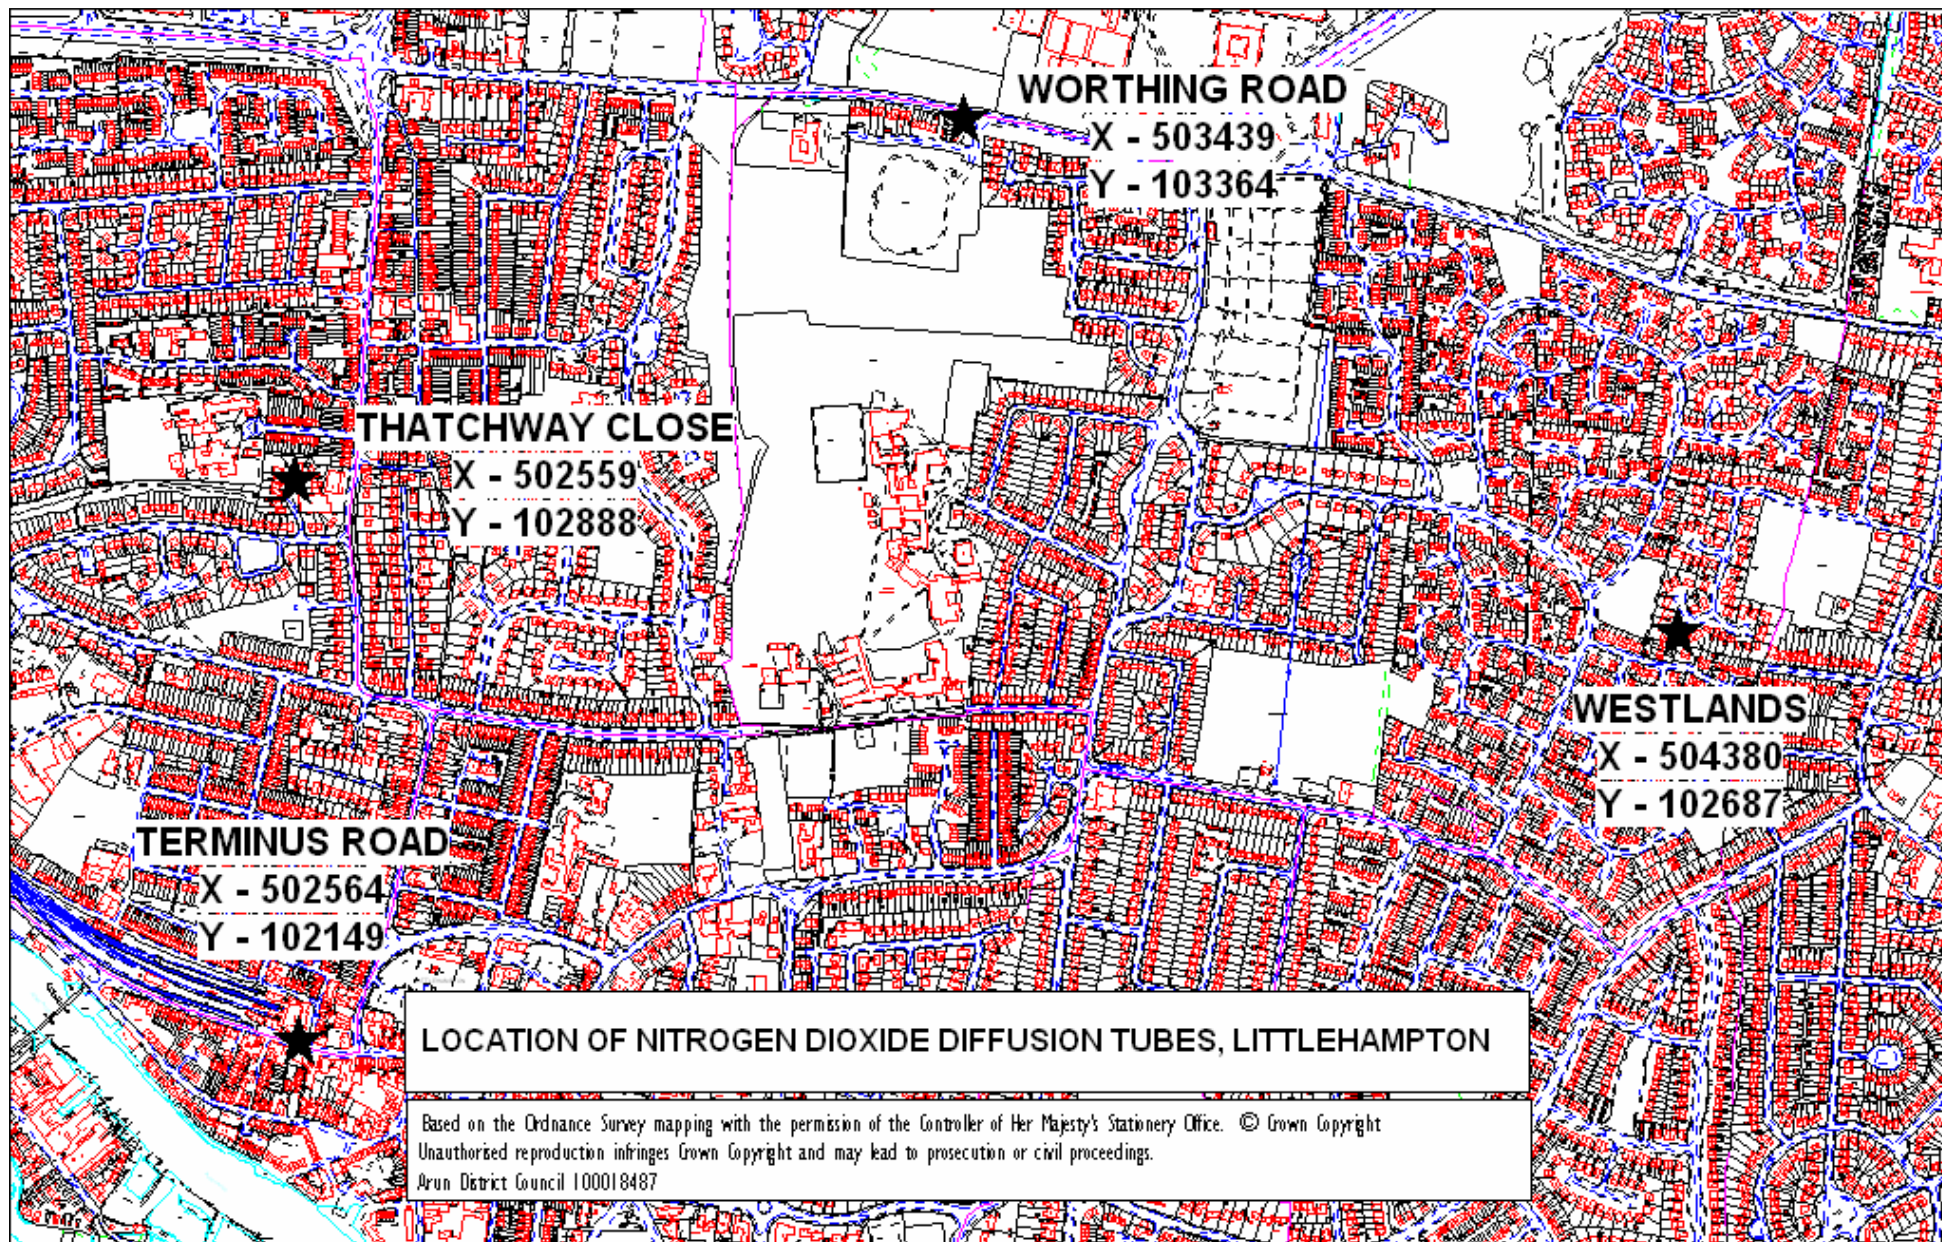 WORTHING ROAD
X - 503439
Y - 103364
THATCHWAY CLOSE
X - 502559
Y - 102888
WESTLANDS
X - 504380
Y - 102687
TERMINUS ROAD
X - 502564
Y - 102149
LOCATION OF NITROGEN DIOXIDE DIFFUSION TUBES, LITTLEHAMPTON
Based on the Ordnance Survey mapping with the permission of the Controller of Her Majesty's Stationery Office. © Crown Copyright
Unauthorised reproduction infringes Crown Copyright and may lead to prosecution or civil proceedings.
Arun District Council 100018487